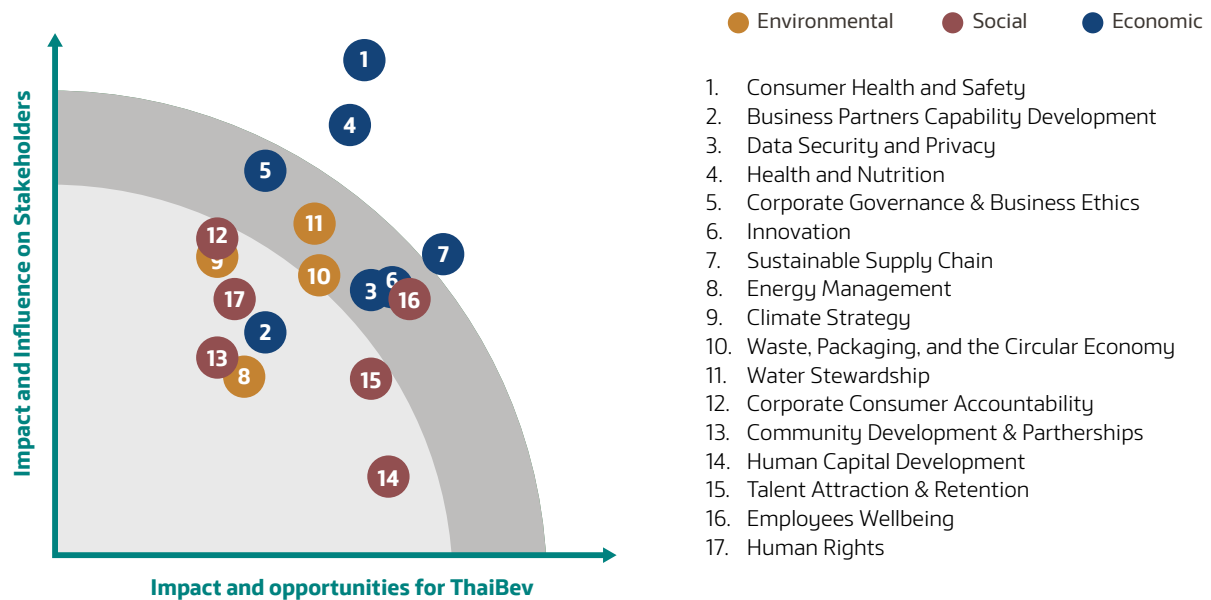 Environmental
Social
Economic
Impact and Influence on Stakeholders
1
4
5
11
12
9
7
10
6
3
16
17
2
13
8
15
14
Impact and opportunities for ThaiBev
1. Consumer Health and Safety
2. Business Partners Capability Development
3. Data Security and Privacy
4. Health and Nutrition
5. Corporate Governance & Business Ethics
6. Innovation
7. Sustainable Supply Chain
8. Energy Management
9. Climate Strategy
10. Waste, Packaging, and the Circular Economy
11. Water Stewardship
12. Corporate Consumer Accountability
13. Community Development & Partherships
14. Human Capital Development
15. Talent Attraction & Retention
16. Employees Wellbeing
17. Human Rights